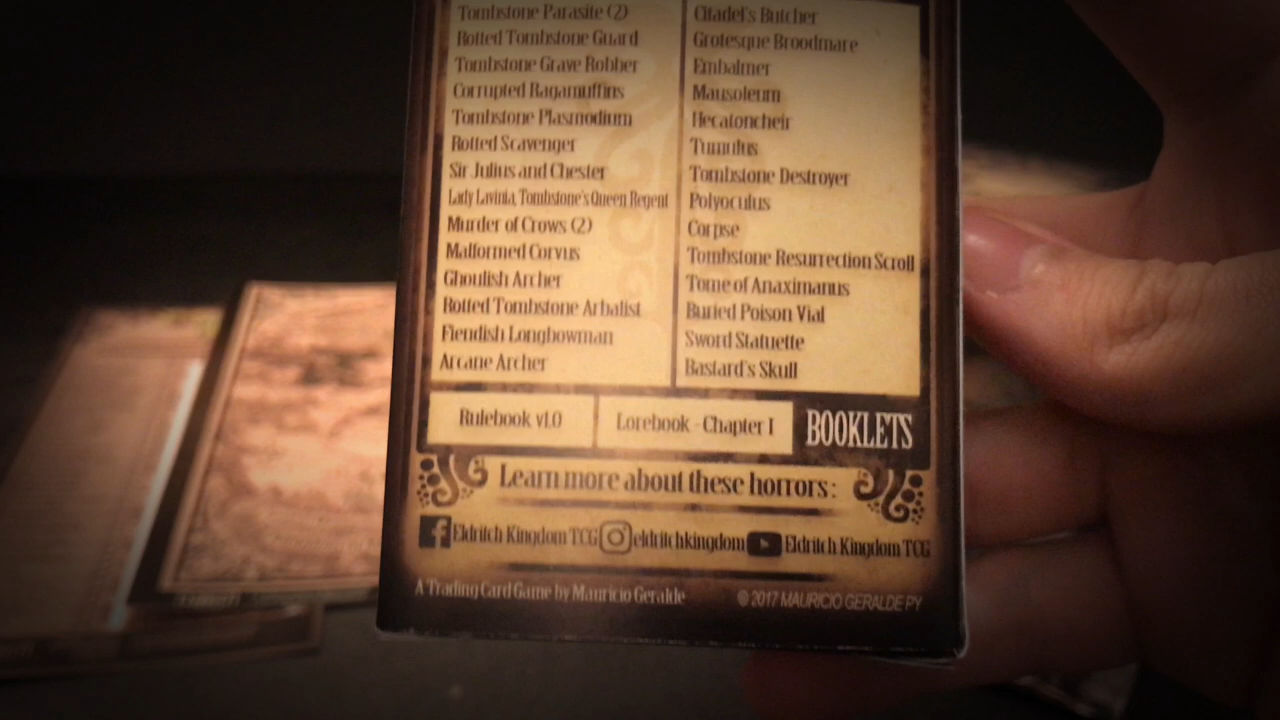 Tombstone Parasite (2)
Rotted Tombstone Guard
Tombstone Grave Robber
Corrupted Ragamuffins
Tombstone Plasmodium
Rotted Scavenger
Sir Julius and Chester
Lady Lavinia, Tombstone's Queen Regent
Murder of Crows (2)
Malformed Corvus
Ghoulish Archer
Rotted Tombstone Arbalist
Fiendish Longbowman
Arcane Archer
Citadel's Butcher
Grotesque Broodmare
Embalmer
Mausoleum
Hecatoncheir
Tumulus
Tombstone Destroyer
Polyoculus
Corpse
Tombstone Resurrection Scroll
Tome of Anaximanus
Buried Poison Vial
Sword Statuette
Bastard's Skull
Rulebook v1.0
Lorebook - Chapter I
BOOKLETS
Learn more about these horrors:
Eldritch Kingdom TCG
eldritchkingdom
Eldritch Kingdom TCG
A Trading Card Game by Mauricio Geralde
© 2017 MAURICIO GERALDE PY